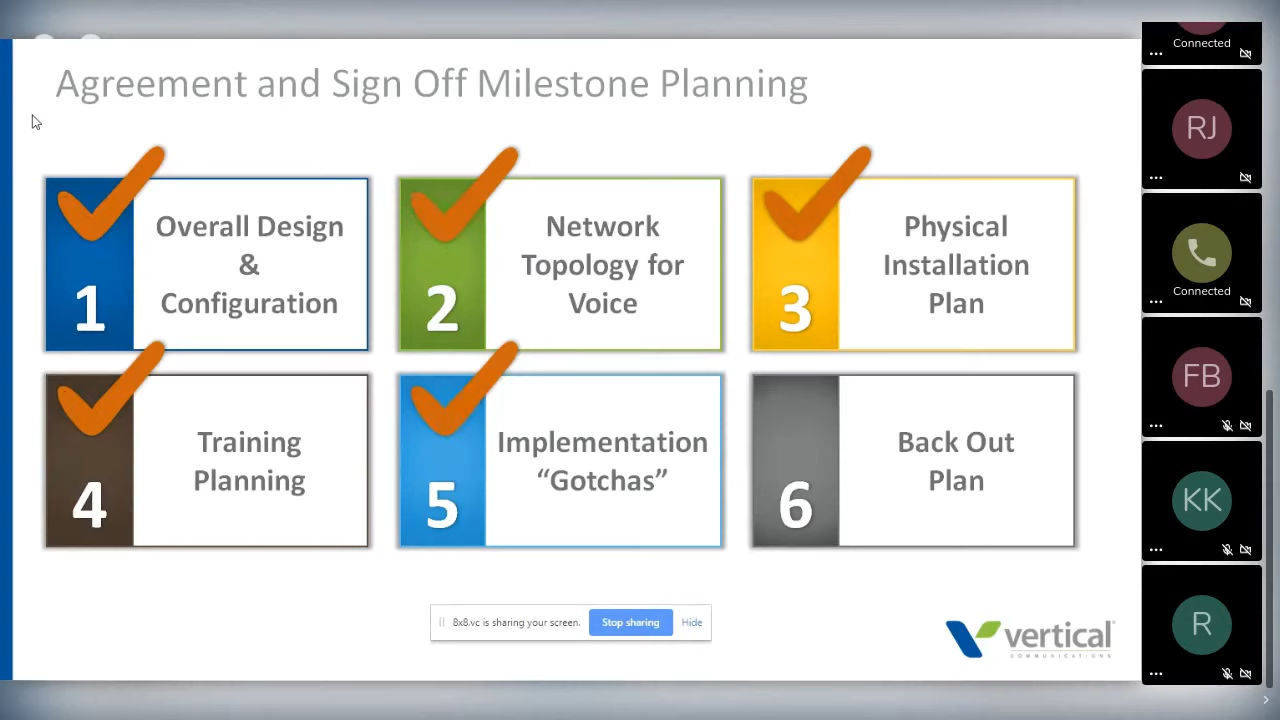 Agreement and Sign Off Milestone Planning
1
Overall Design
&
Configuration
2
Network
Topology for
Voice
3
Physical
Installation
Plan
4
Training
Planning
5
Implementation
“Gotchas”
6
Back Out
Plan
8x8.vc is sharing your screen.
Stop sharing
Hide
vertical
COMMUNICATIONS
Connected
RJ
Connected
FB
KK
R